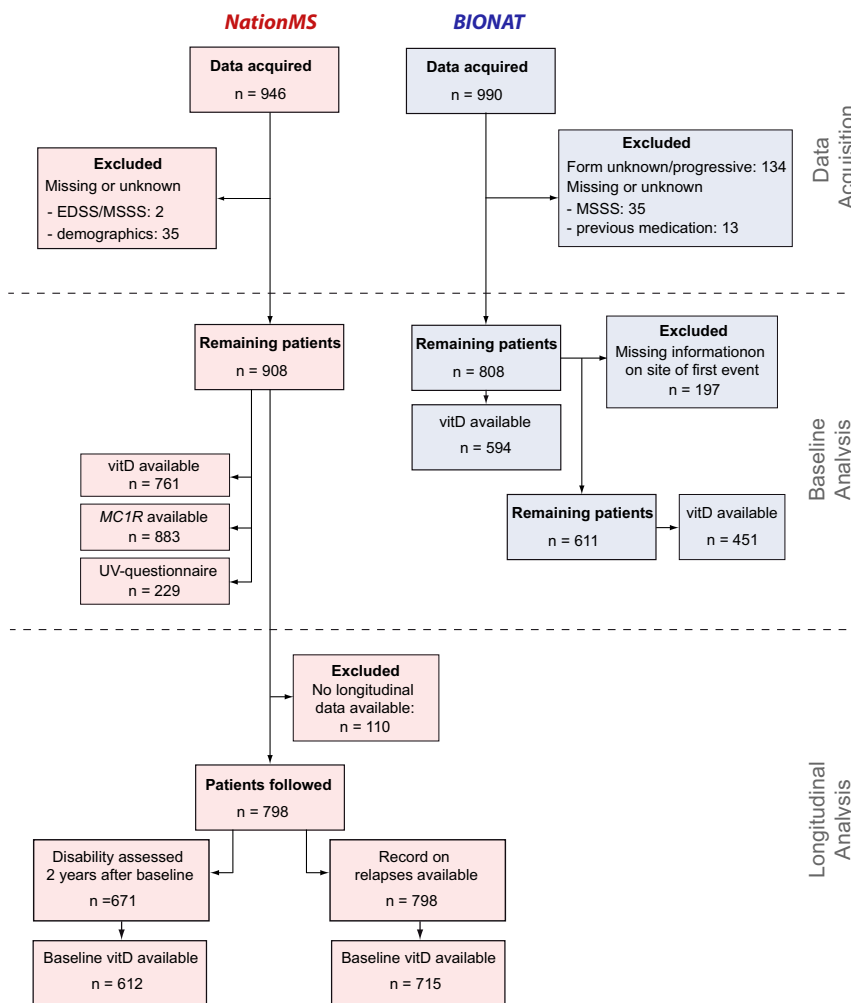 NationMS
BIONAT
Data acquired
n = 946
Data acquired
n = 990
Excluded
Missing or unknown
- EDSS/MSSS: 2
- demographics: 35
Excluded
Form unknown/progressive: 134
Missing or unknown
- MSSS: 35
- previous medication: 13
Data
Acquisition
Remaining patients
n = 908
Remaining patients
n = 808
Excluded
Missing informationon
on site of first event
n = 197
vitD available
n = 594
vitD available
n = 761
MC1R available
n = 883
UV-questionnaire
n = 229
Remaining patients
n = 611
vitD available
n = 451
Baseline
Analysis
Excluded
No longitudinal
data available:
n = 110
Patients followed
n = 798
Disability assessed
2 years after baseline
n =671
Record on
relapses available
n = 798
Baseline vitD available
n = 612
Baseline vitD available
n = 715
Longitudinal
Analysis